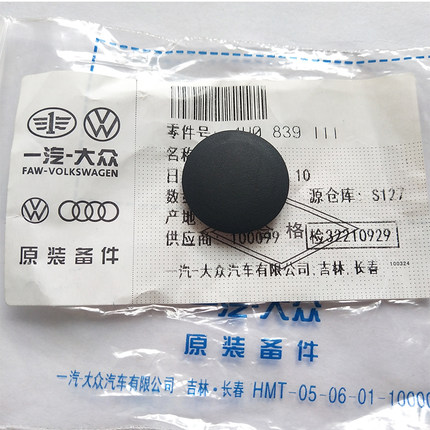 零件号 4H0 839 111
名称
日 10
数 源仓库: S127
产地
供应商 100099 合格 检32210929
一汽-大众汽车有限公司.吉林.长春 100324
一汽-大众
FAW-VOLKSWAGEN
原装备件
一汽-大众
原装备件
一汽-大众汽车有限公司 吉林·长春 HMT-05-06-01-10000